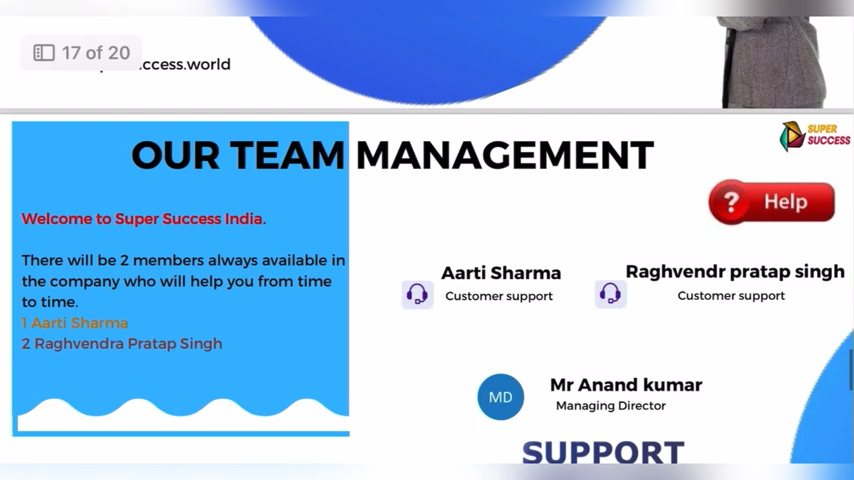 17 of 20
ccess.world
OUR TEAM MANAGEMENT
SUPER
SUCCESS
? Help
Welcome to Super Success India.
There will be 2 members always available in
the company who will help you from time
to time.
1 Aarti Sharma
2 Raghvendra Pratap Singh
Aarti Sharma
Customer support
Raghvendr pratap singh
Customer support
MD
Mr Anand kumar
Managing Director
SUPPORT